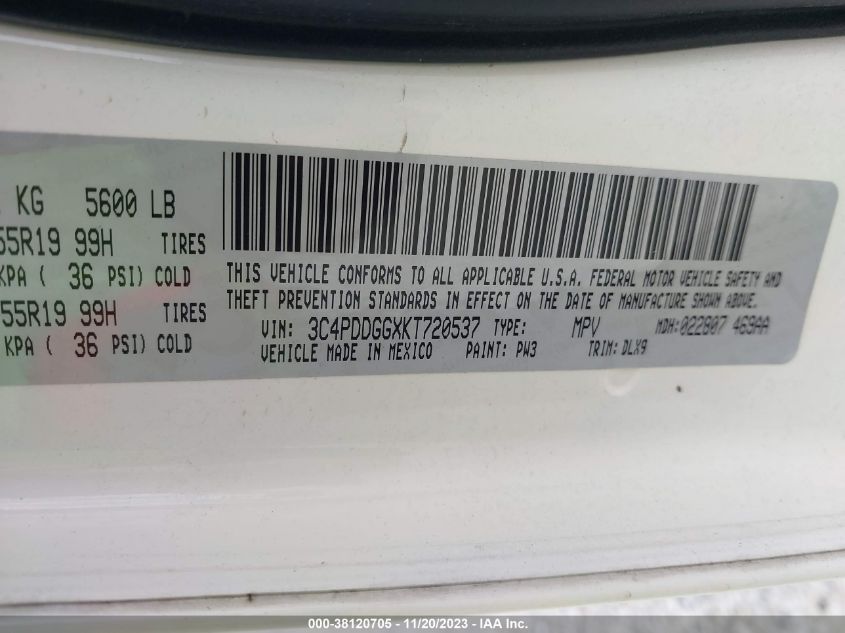 KG 5600 LB
55R19 99H TIRES
KPA ( 36 PSI) COLD
55R19 99H TIRES
KPA ( 36 PSI) COLD
THIS VEHICLE CONFORMS TO ALL APPLICABLE U.S.A. FEDERAL MOTOR VEHICLE SAFETY AND
THEFT PREVENTION STANDARDS IN EFFECT ON THE DATE OF MANUFACTURE SHOWN ABOVE.
VIN: 3C4PDDGGXKT720537 TYPE: MPV MDH:022807 469AA
VEHICLE MADE IN MEXICO PAINT: PW3 TRIM: DLX9
000-38120705 - 11/20/2023 - IAA Inc.